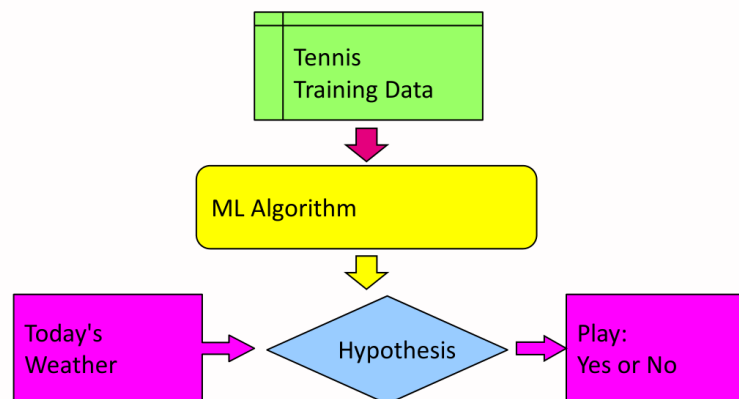 Tennis
Training Data
ML Algorithm
Today's
Weather
Hypothesis
Play:
Yes or No